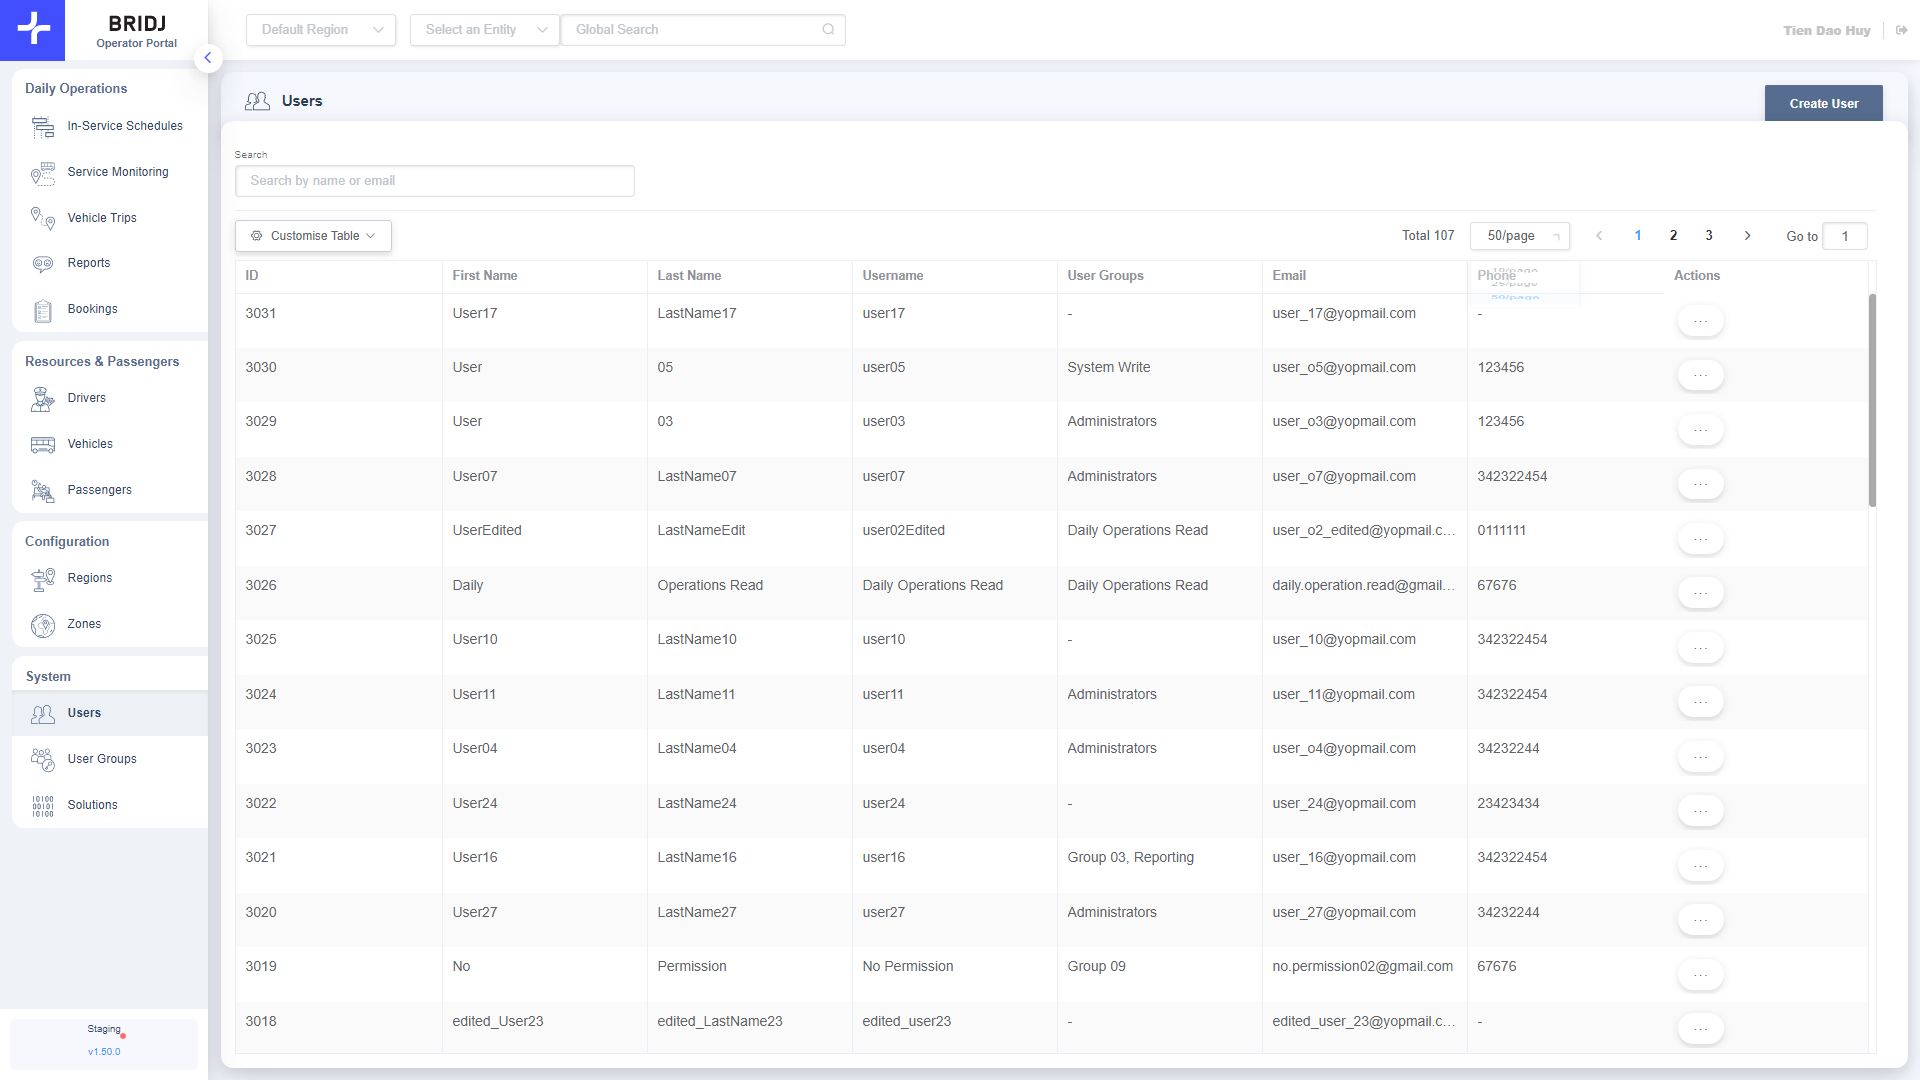 BRIDJ
Operator Portal
Default Region
Select an Entity
Global Search
Tien Dao Huy
Daily Operations
In-Service Schedules
Service Monitoring
Vehicle Trips
Reports
Bookings
Resources & Passengers
Drivers
Vehicles
Passengers
Configuration
Regions
Zones
System
Users
User Groups
Solutions
Staging
v1.50.0
Users
Create User
Search
Search by name or email
Customise Table
Total 107 50/page 1 2 3 Go to 1
50/page
ID First Name Last Name Username User Groups Email Phone Actions
3031 User17 LastName17 user17 - user_17@yopmail.com - ...
3030 User 05 user05 System Write user_o5@yopmail.com 123456 ...
3029 User 03 user03 Administrators user_o3@yopmail.com 123456 ...
3028 User07 LastName07 user07 Administrators user_o7@yopmail.com 342322454 ...
3027 UserEdited LastNameEdit user02Edited Daily Operations Read user_o2_edited@yopmail.c... 0111111 ...
3026 Daily Operations Read Daily Operations Read Daily Operations Read daily.operation.read@gmail... 67676 ...
3025 User10 LastName10 user10 - user_10@yopmail.com 342322454 ...
3024 User11 LastName11 user11 Administrators user_11@yopmail.com 342322454 ...
3023 User04 LastName04 user04 Administrators user_o4@yopmail.com 34232244 ...
3022 User24 LastName24 user24 - user_24@yopmail.com 23423434 ...
3021 User16 LastName16 user16 Group 03, Reporting user_16@yopmail.com 342322454 ...
3020 User27 LastName27 user27 Administrators user_27@yopmail.com 34232244 ...
3019 No Permission No Permission Group 09 no.permission02@gmail.com 67676 ...
3018 edited_User23 edited_LastName23 edited_user23 - edited_user_23@yopmail.c... - ...